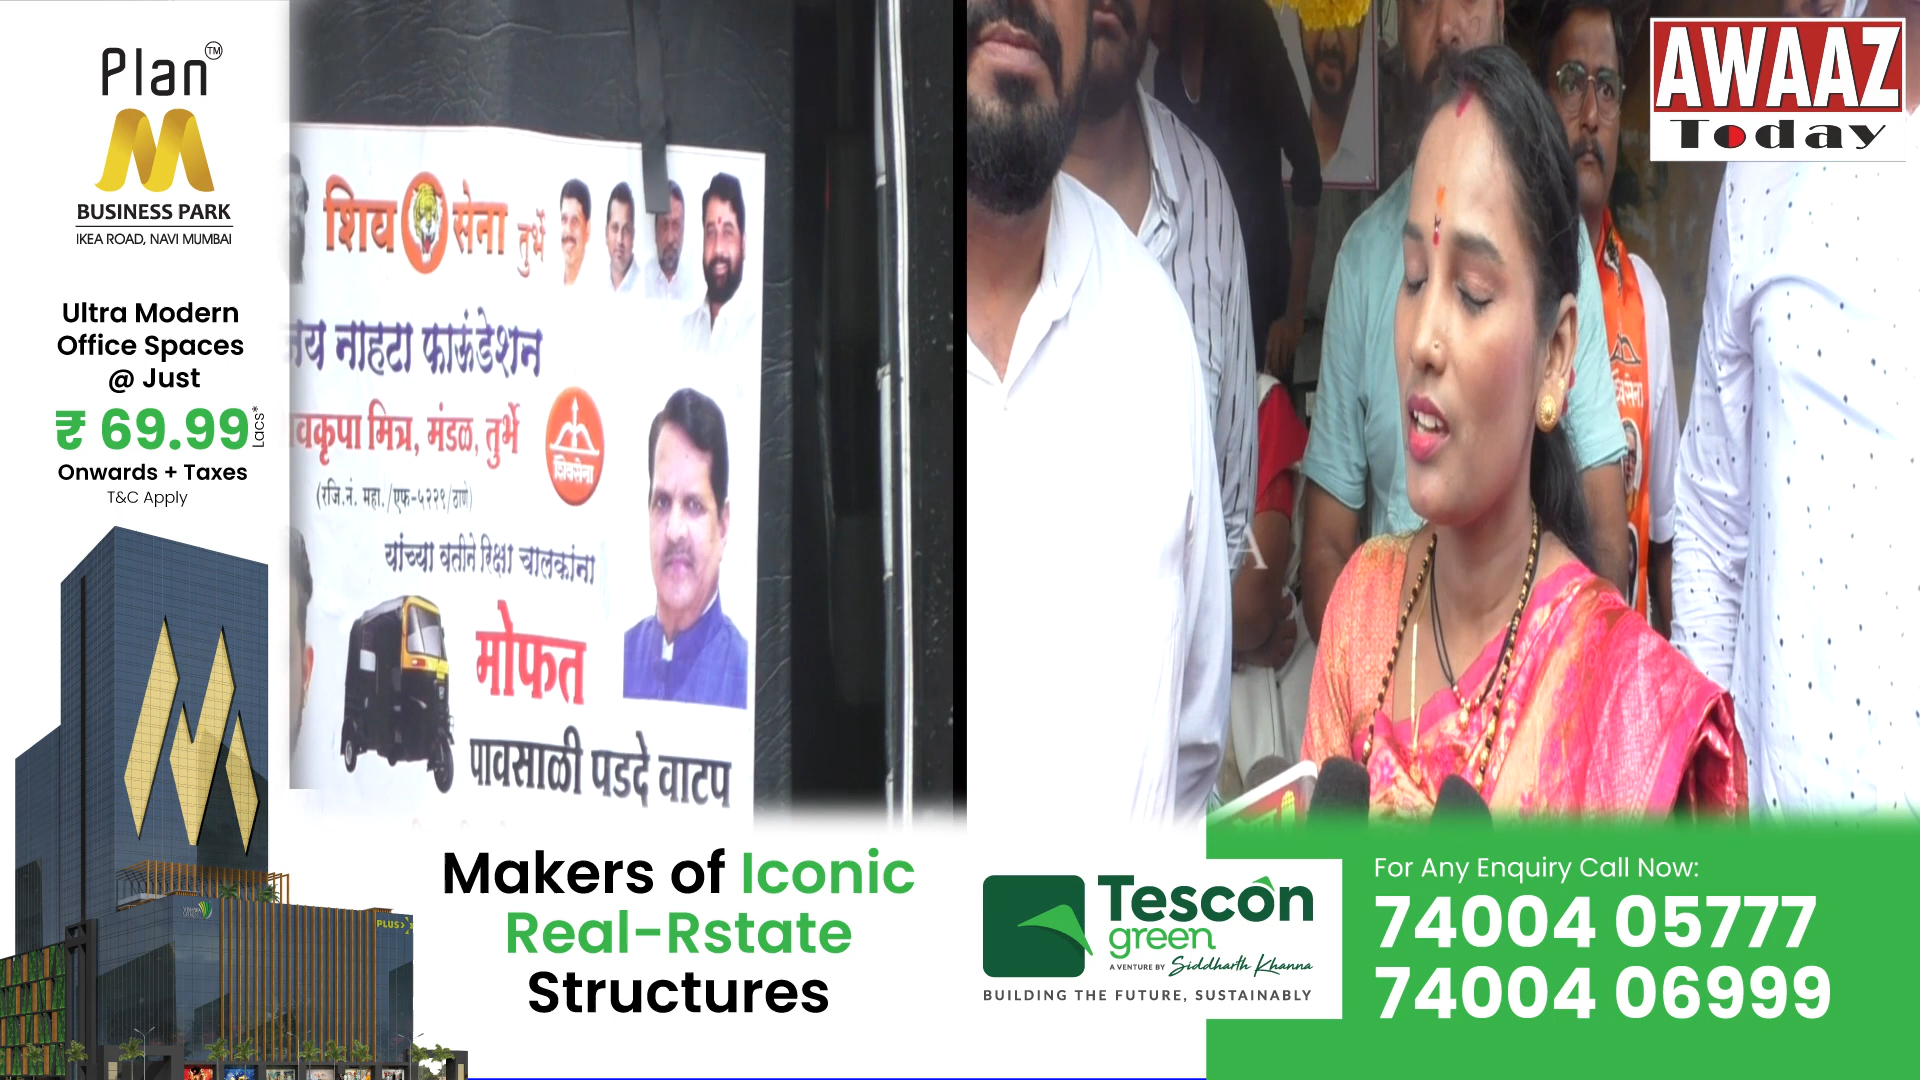 Plan™
M
BUSINESS PARK
IKEA ROAD, NAVI MUMBAI
Ultra Modern
Office Spaces
@ Just
₹ 69.99 Lacs*
Onwards + Taxes
T&C Apply
PLUS
शिव सेना तुर्भे
नाहटा फाऊंडेशन
मित्र, मंडळ, तुर्भे
शिवसेना
(रजि.नं. महा./एफ-५२२९/ठाणे)
यांच्या वतीने रिक्षा चालकांना
मोफत
पावसाळी पडदे वाटप
AWAAZ
Today
Makers of Iconic
Real-Rstate
Structures
Tescon
green
A VENTURE BY Siddharth Khanna
BUILDING THE FUTURE, SUSTAINABLY
For Any Enquiry Call Now:
74004 05777
74004 06999